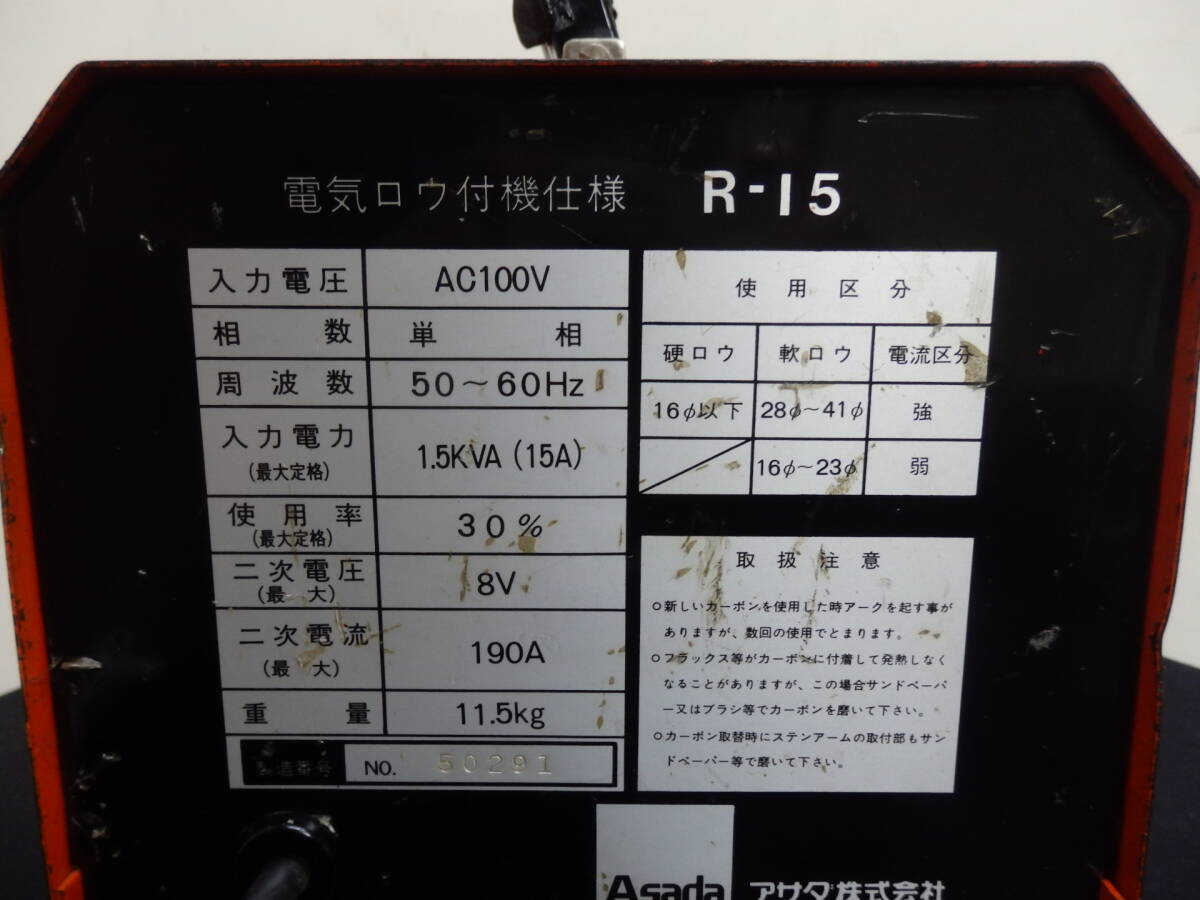 電気ロウ付機仕様 R-15
入力電圧 AC100V
相数 単相
周波数 50～60Hz
入力電力 (最大定格) 1.5KVA (15A)
使用率 (最大定格) 30%
二次電圧 (最大) 8V
二次電流 (最大) 190A
重量 11.5kg
製造番号 NO. 50291
使用区分
硬ロウ 軟ロウ 電流区分
16φ以下 28φ～41φ 強
16φ～23φ 弱
取扱注意
○新しいカーボンを使用した時アークを起す事が
ありますが、数回の使用でとまります。
○フラックス等がカーボンに付着して発熱しなく
なることがありますが、この場合サンドペーパ
ー又はブラシ等でカーボンを磨いて下さい。
○カーボン取替時にステンアームの取付部もサン
ドペーパー等で磨いて下さい。
Asada アサダ株式会社